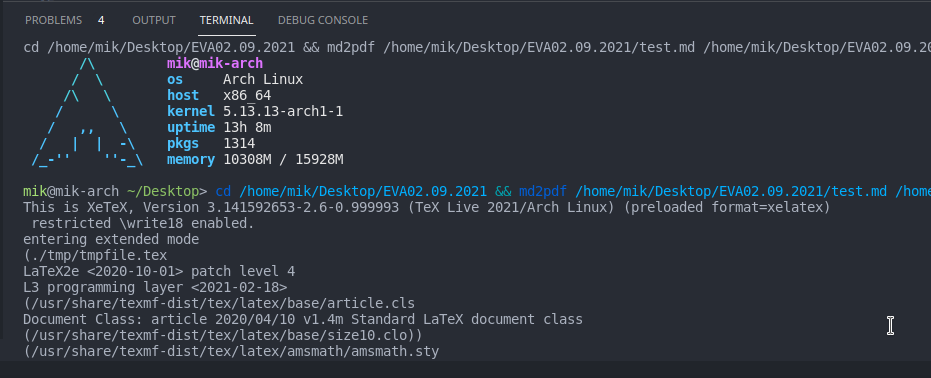 PROBLEMS 4 OUTPUT TERMINAL DEBUG CONSOLE
cd /home/mik/Desktop/EVA02.09.2021 && md2pdf /home/mik/Desktop/EVA02.09.2021/test.md /home/mik/Desktop/EVA02.09.20
/\ mik@mik-arch
/ \ os Arch Linux
/\ \ host x86_64
/ \ kernel 5.13.13-arch1-1
/ ,, \ uptime 13h 8m
/ | | -\ pkgs 1314
/_-'' ''-_\ memory 10308M / 15928M
mik@mik-arch ~/Desktop> cd /home/mik/Desktop/EVA02.09.2021 && md2pdf /home/mik/Desktop/EVA02.09.2021/test.md /home
This is XeTeX, Version 3.141592653-2.6-0.999993 (TeX Live 2021/Arch Linux) (preloaded format=xelatex)
restricted \write18 enabled.
entering extended mode
(./tmp/tmpfile.tex
LaTeX2e <2020-10-01> patch level 4
L3 programming layer <2021-02-18>
(/usr/share/texmf-dist/tex/latex/base/article.cls
Document Class: article 2020/04/10 v1.4m Standard LaTeX document class
(/usr/share/texmf-dist/tex/latex/base/size10.clo))
(/usr/share/texmf-dist/tex/latex/amsmath/amsmath.sty